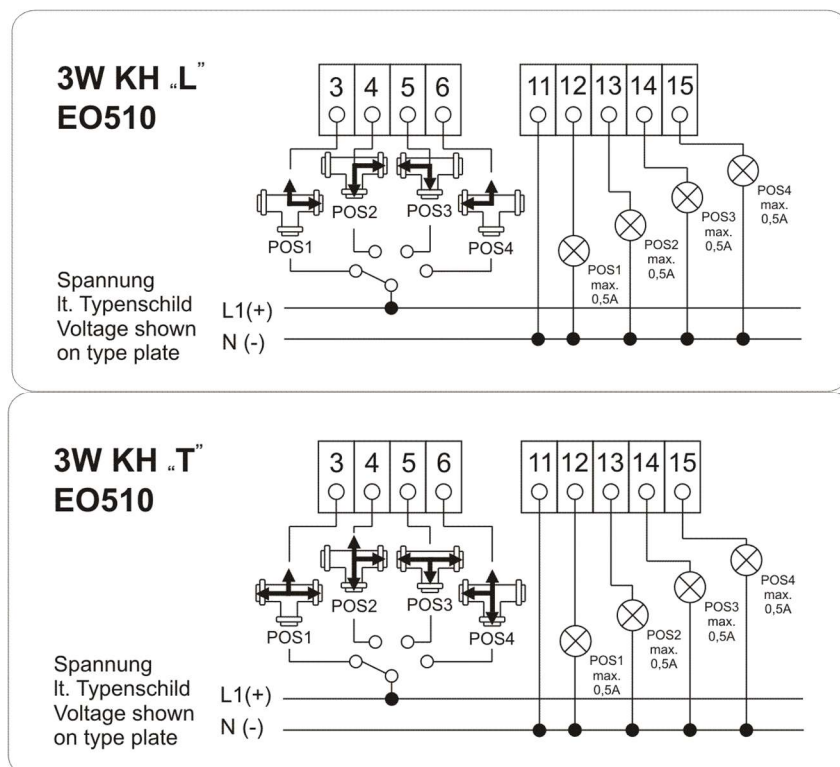 3W KH „L”
EO510
3 4 5 6
11 12 13 14 15
POS1
POS2
POS3
POS4
POS1
max.
0,5A
POS2
max.
0,5A
POS3
max.
0,5A
POS4
max.
0,5A
Spannung
lt. Typenschild
Voltage shown
on type plate
L1(+)
N (-)
3W KH „T”
EO510
3 4 5 6
11 12 13 14 15
POS1
POS2
POS3
POS4
POS1
max.
0,5A
POS2
max.
0,5A
POS3
max.
0,5A
POS4
max.
0,5A
Spannung
lt. Typenschild
Voltage shown
on type plate
L1(+)
N (-)